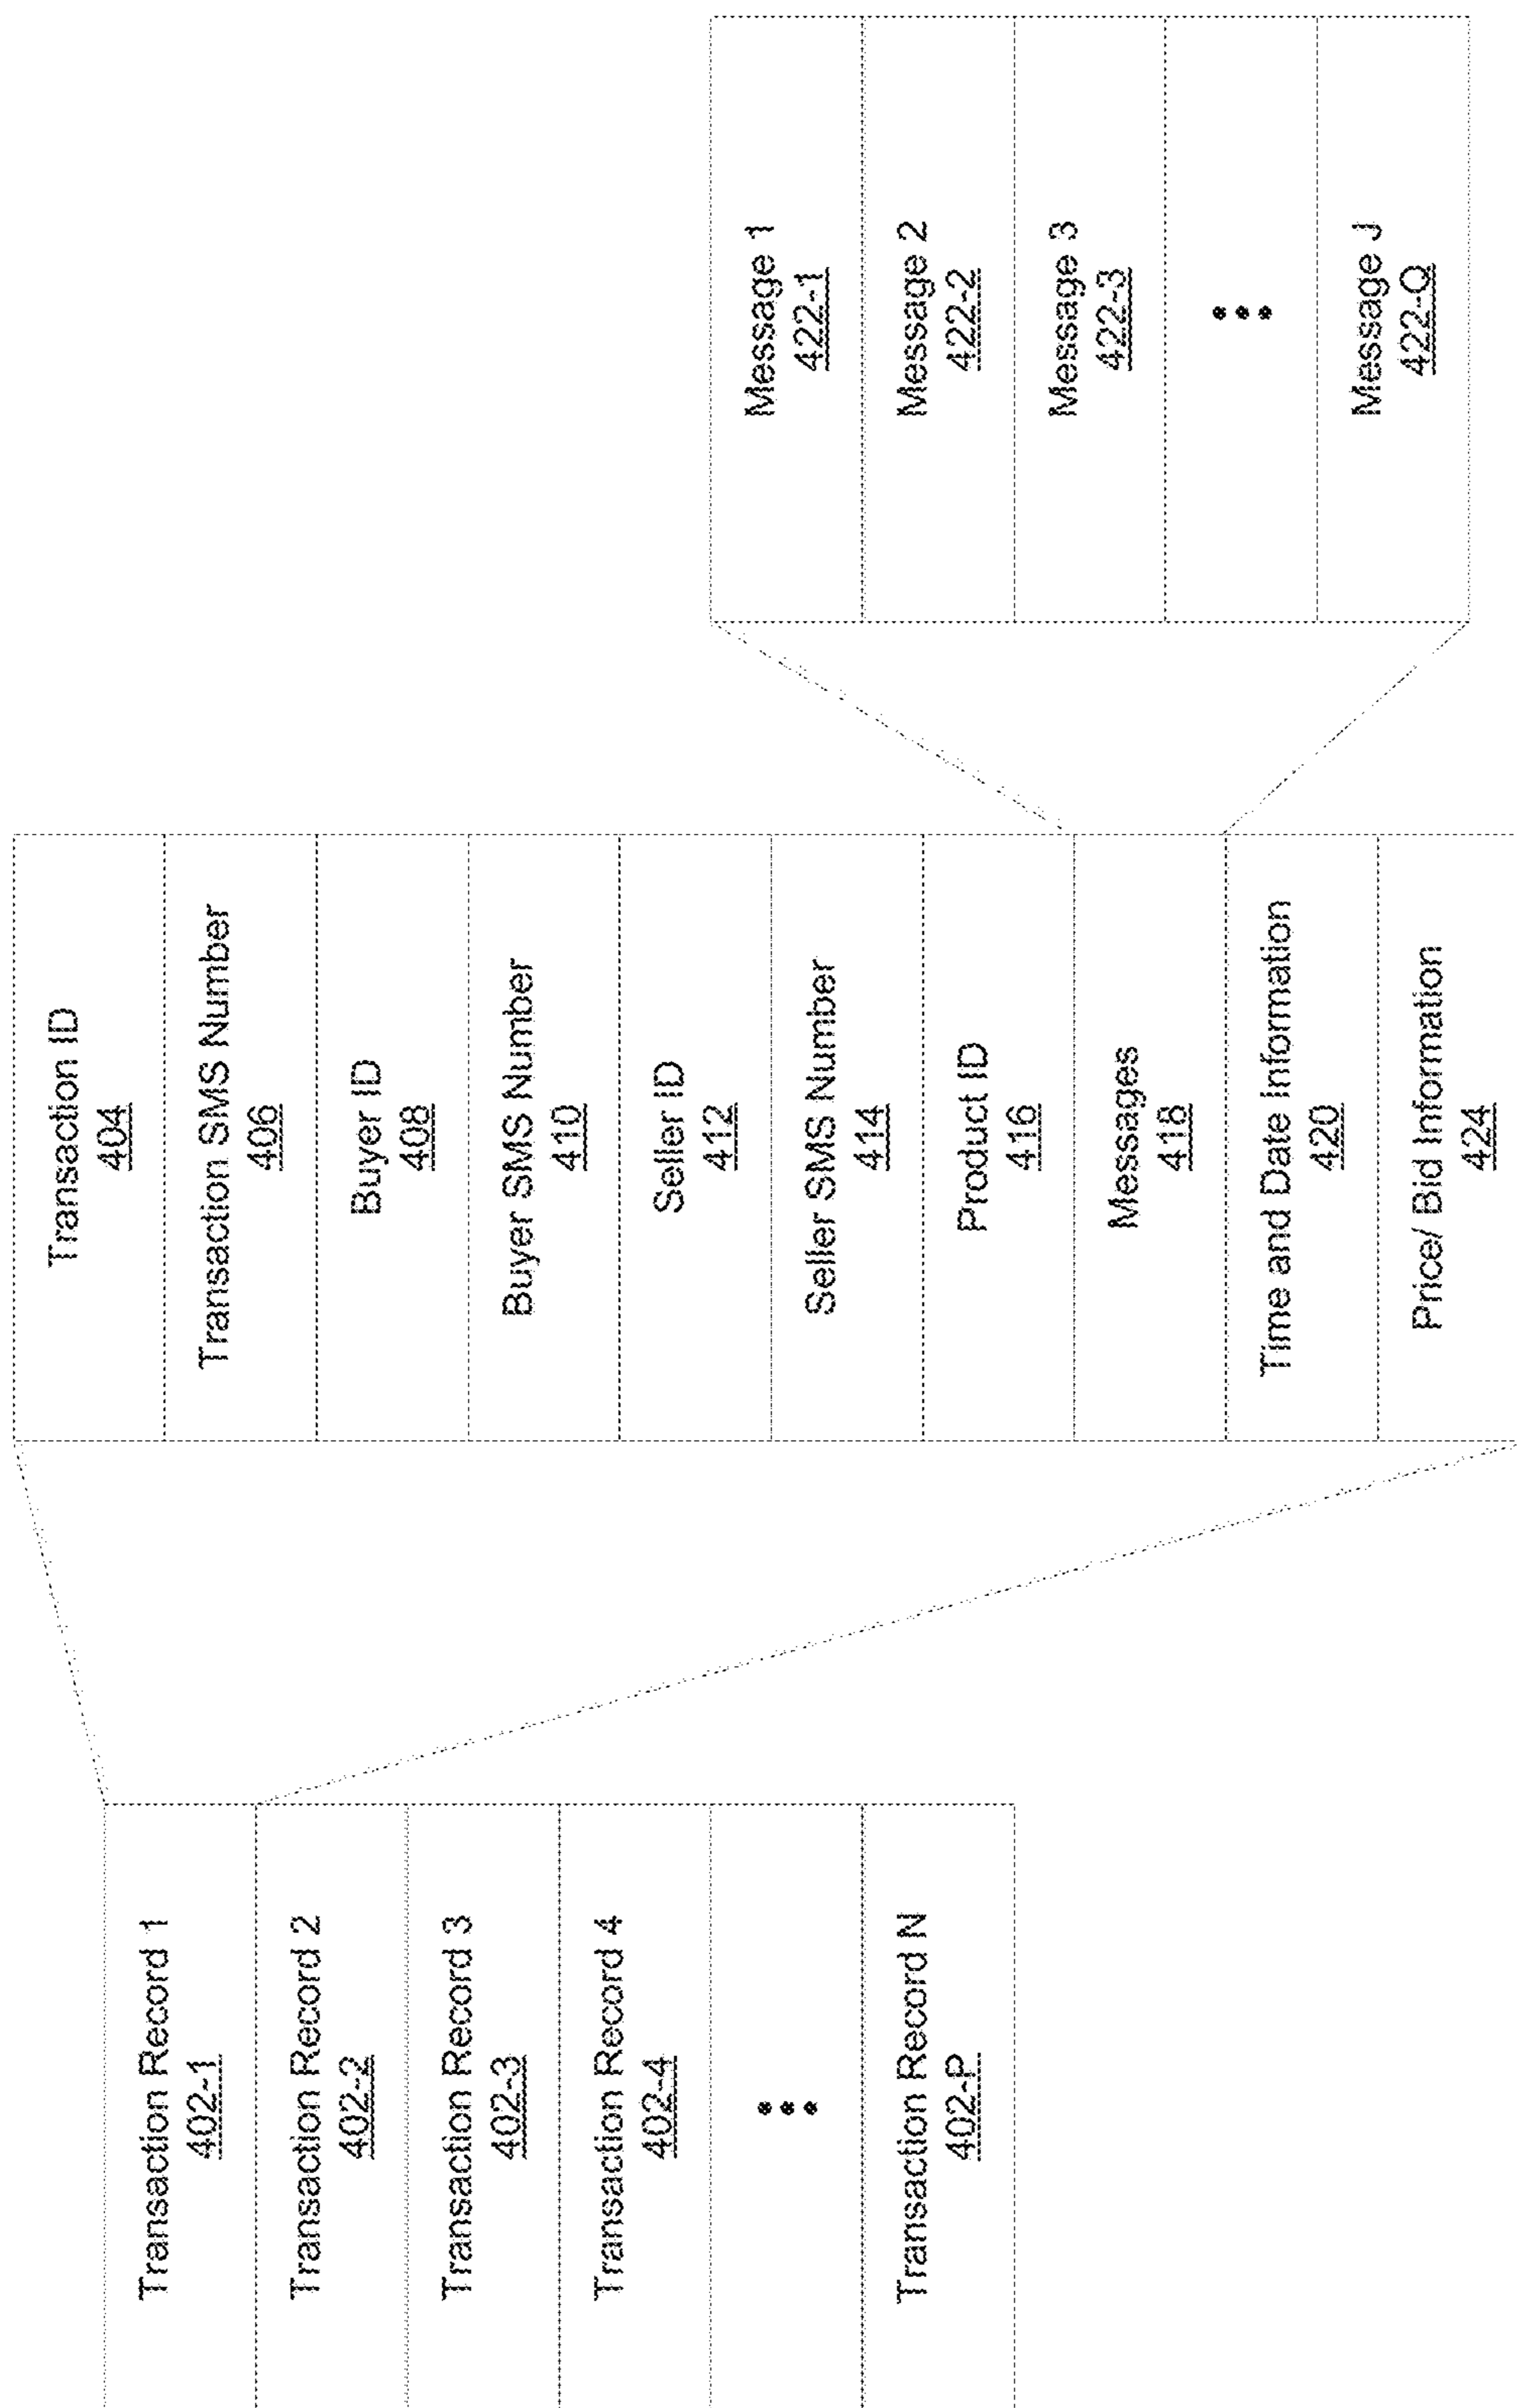 Transaction Record 1
402-1
Transaction Record 2
402-2
Transaction Record 3
402-3
Transaction Record 4
402-4
Transaction Record N
402-P
Transaction ID
404
Transaction SMS Number
406
Buyer ID
408
Buyer SMS Number
410
Seller ID
412
Seller SMS Number
414
Product ID
416
Messages
418
Time and Date Information
420
Price/ Bid Information
424
Message 1
422-1
Message 2
422-2
Message 3
422-3
Message J
422-Q